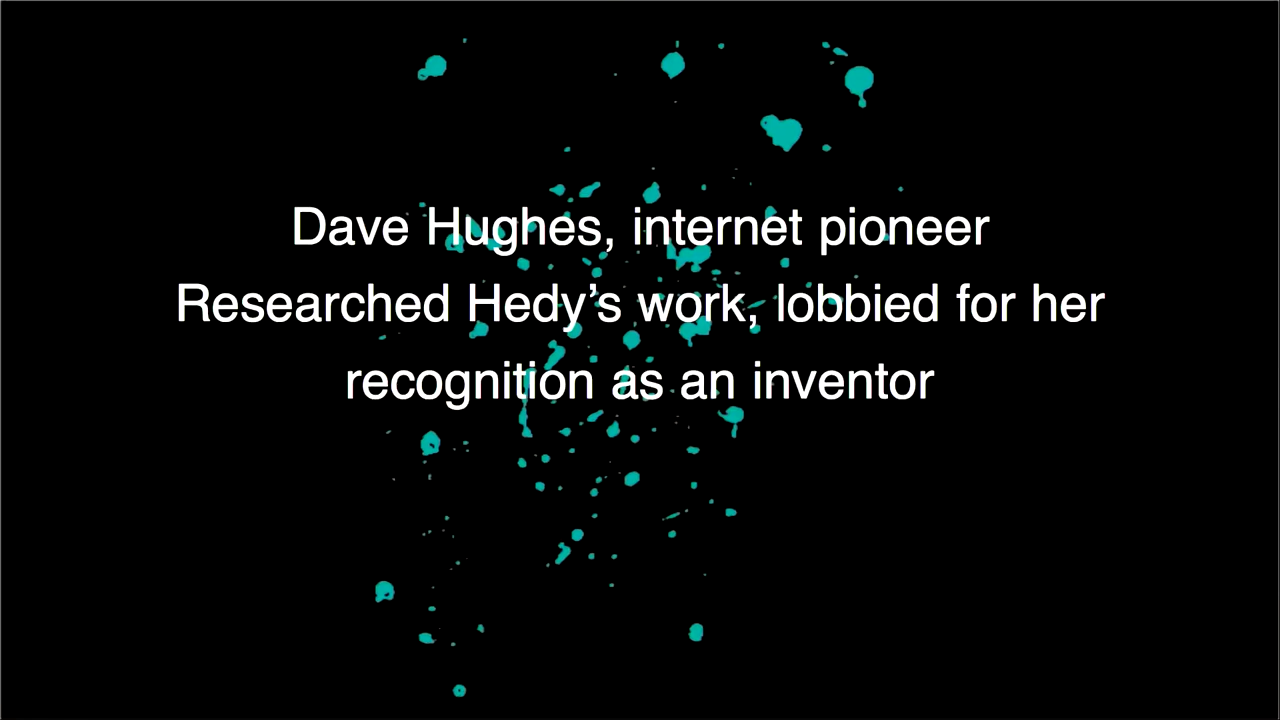 Dave Hughes, internet pioneer
Researched Hedy’s work, lobbied for her
recognition as an inventor